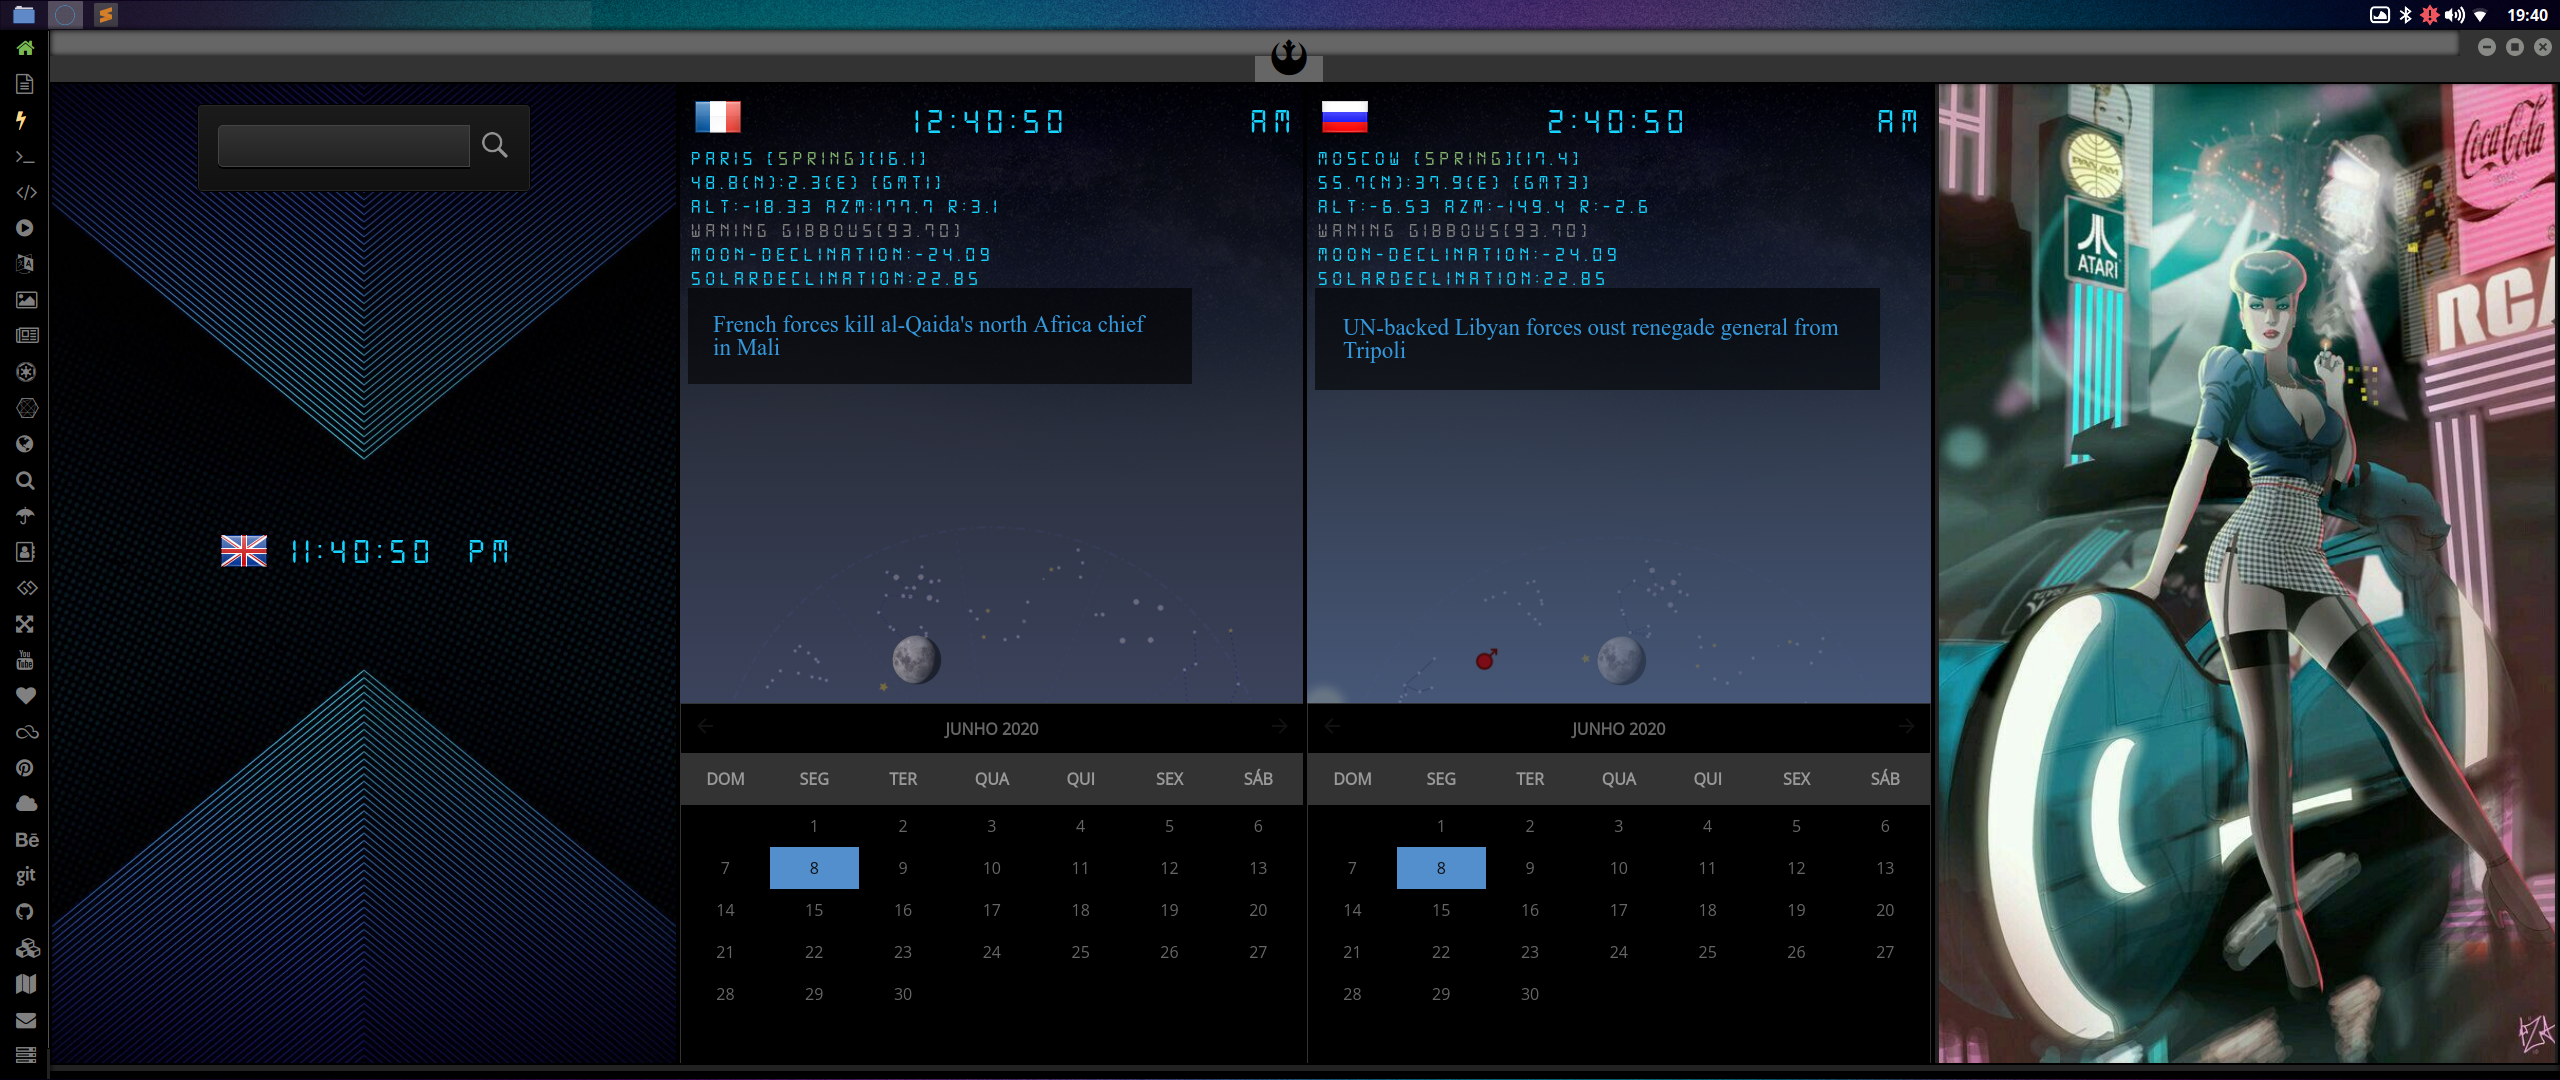 19:40
You
Tube
Bē
git
11:40:50 PM
12:40:50 AM
PARIS [SPRING][16.1]
48.8(N):2.3(E) [GMT1]
ALT:-18.33 AZM:177.7 R:3.1
WANING GIBBOUS[93.70]
MOON-DECLINATION:-24.09
SOLARDECLINATION:22.85
French forces kill al-Qaida's north Africa chief
in Mali
JUNHO 2020
DOM SEG TER QUA QUI SEX SÁB
1 2 3 4 5 6
7 8 9 10 11 12 13
14 15 16 17 18 19 20
21 22 23 24 25 26 27
28 29 30
2:40:50 AM
MOSCOW [SPRING][17.4]
55.7(N):37.9(E) [GMT3]
ALT:-6.53 AZM:-149.4 R:-2.6
WANING GIBBOUS[93.70]
MOON-DECLINATION:-24.09
SOLARDECLINATION:22.85
UN-backed Libyan forces oust renegade general from
Tripoli
JUNHO 2020
DOM SEG TER QUA QUI SEX SÁB
1 2 3 4 5 6
7 8 9 10 11 12 13
14 15 16 17 18 19 20
21 22 23 24 25 26 27
28 29 30
PAN AM
ATARI
Coca-Cola
RCA